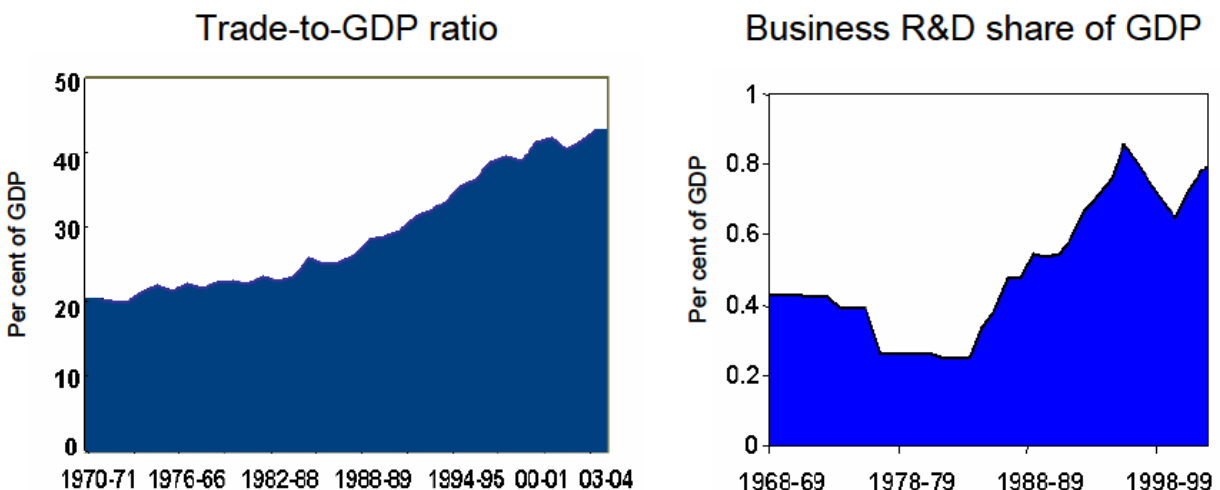 Trade-to-GDP ratio
Per cent of GDP
50
40
30
20
10
0
1970-71 1976-66 1982-88 1988-89 1994-95 00-01 03-04
Business R&D share of GDP
Per cent of GDP
1
0.8
0.6
0.4
0.2
0
1968-69 1978-79 1988-89 1998-99